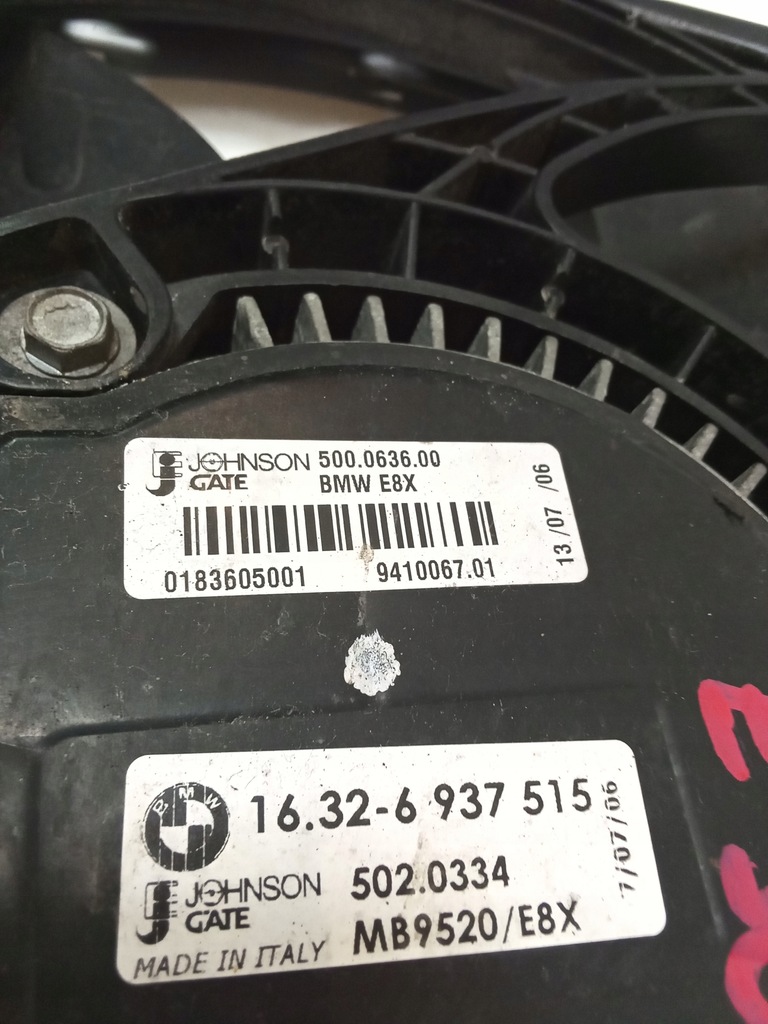 JOHNSON 500.0636.00
GATE BMW E8X
0183605001 9410067.01
13/07/06
BMW
16.32-6 937 515
JOHNSON 502.0334
GATE MB9520/E8X
MADE IN ITALY
7/07/06